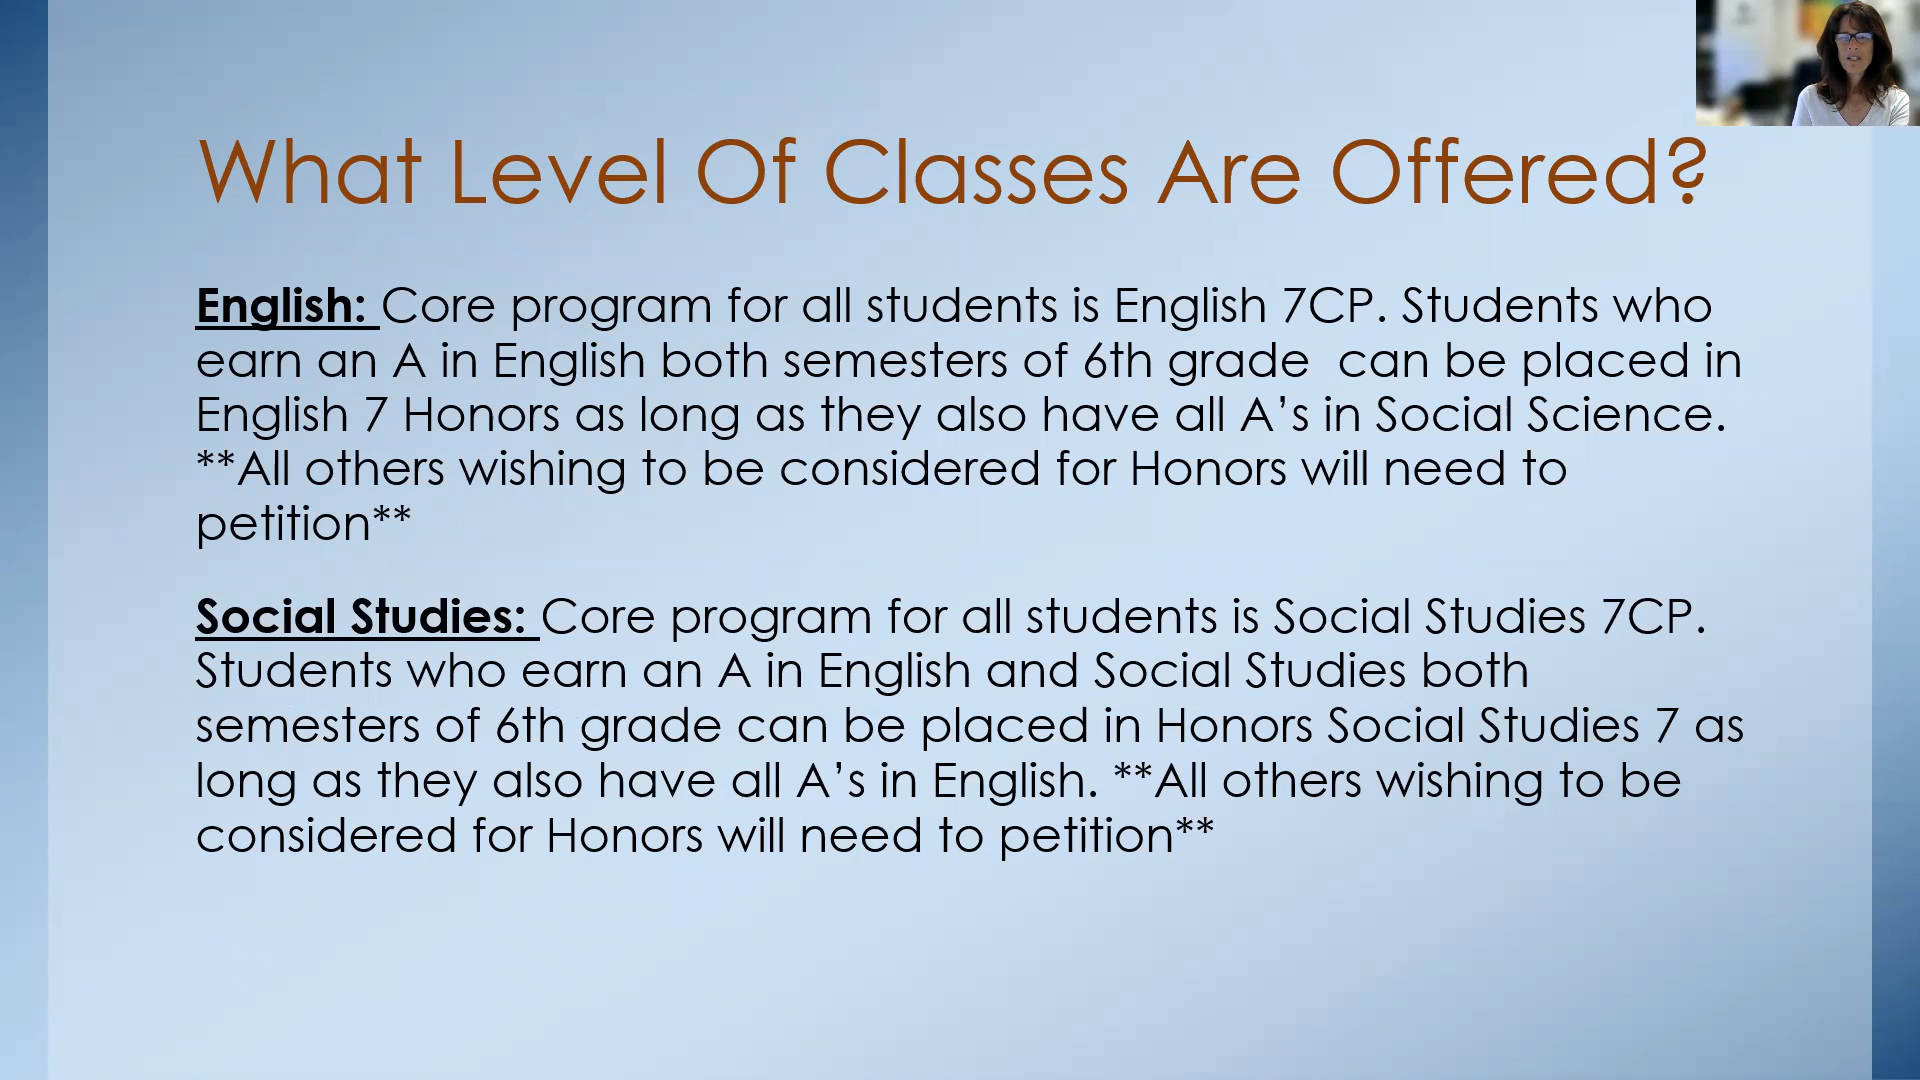 What Level Of Classes Are Offered?
English: Core program for all students is English 7CP. Students who
earn an A in English both semesters of 6th grade  can be placed in
English 7 Honors as long as they also have all A’s in Social Science.
**All others wishing to be considered for Honors will need to
petition**
Social Studies: Core program for all students is Social Studies 7CP.
Students who earn an A in English and Social Studies both
semesters of 6th grade can be placed in Honors Social Studies 7 as
long as they also have all A’s in English. **All others wishing to be
considered for Honors will need to petition**